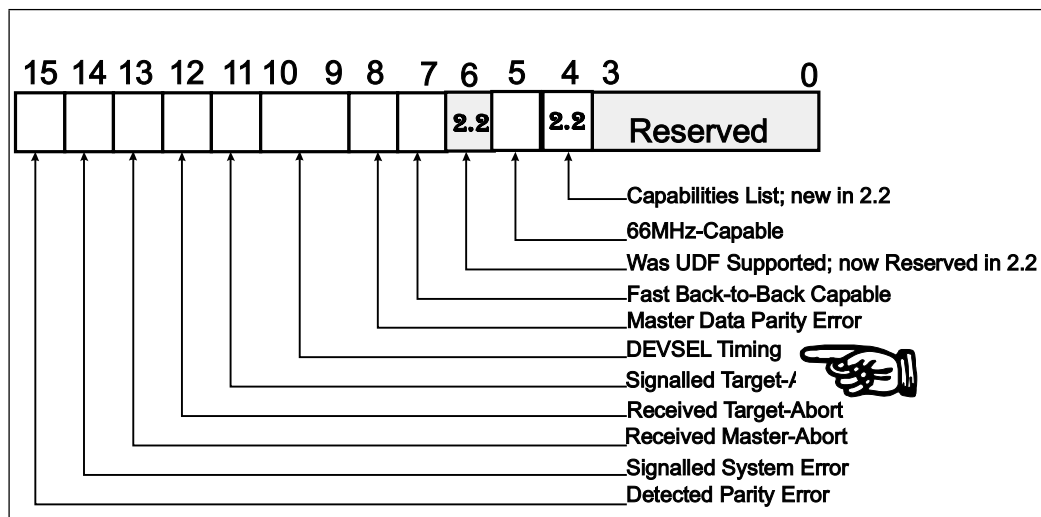 15 14 13 12 11 10 9 8 7 6 5 4 3 0
2.2 2.2 Reserved
Capabilities List; new in 2.2
66MHz-Capable
Was UDF Supported; now Reserved in 2.2
Fast Back-to-Back Capable
Master Data Parity Error
DEVSEL Timing
Signalled Target-
Received Target-Abort
Received Master-Abort
Signalled System Error
Detected Parity Error